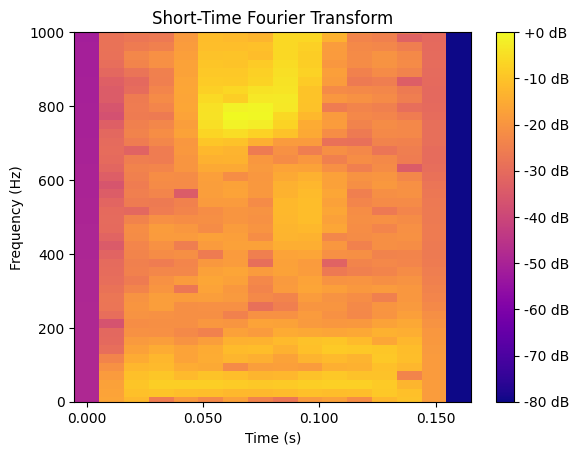 Short-Time Fourier Transform
1000
800
600
400
200
0
Frequency (Hz)
0.000
0.050
0.100
0.150
Time (s)
+0 dB
-10 dB
-20 dB
-30 dB
-40 dB
-50 dB
-60 dB
-70 dB
-80 dB